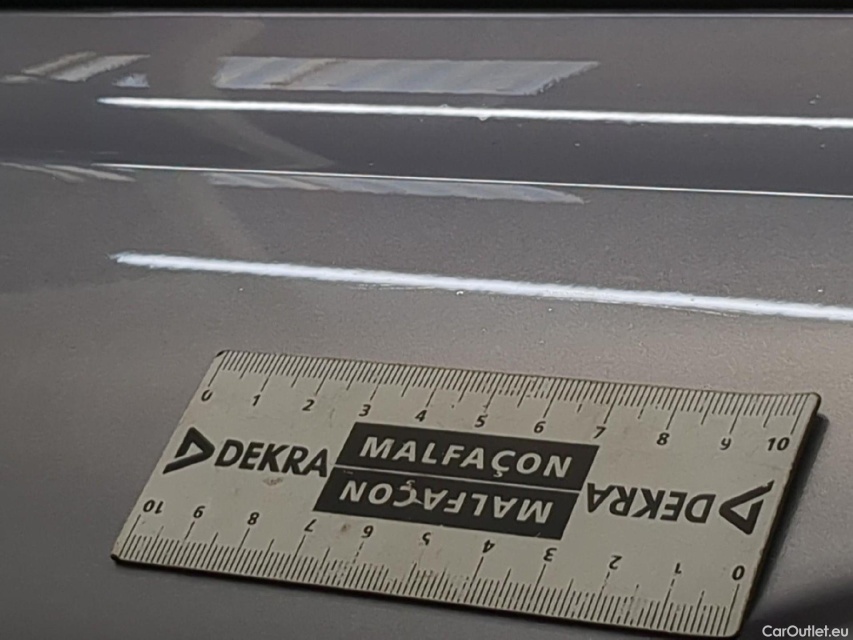 0 1 2 3 4 5 6 7 8 9 10
DEKRA MALFAÇON
MALFAÇON DEKRA
10 9 8 7 6 5 4 3 2 1 0
CarOutlet.eu